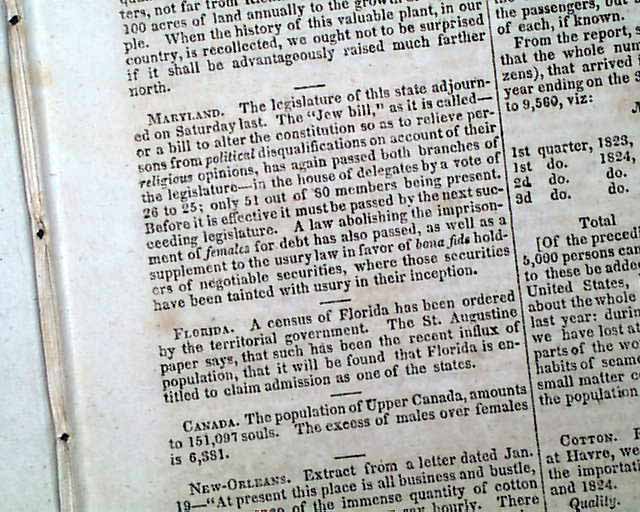 ters, not far from
100 acres of land annually to the growth of
ple. When the history of this valuable plant, in our
country, is recollected, we ought not to be surprised
if it shall be advantageously raised much farther
north.
MARYLAND. The legislature of this state adjourn-
ed on Saturday last. The "Jew bill," as it is called—
or a bill to alter the constitution so as to relieve per-
sons from political disqualifications on account of their
religious opinions, has again passed both branches of
the legislature—in the house of delegates by a vote of
26 to 25; only 51 out of 80 members being present.
Before it is effective it must be passed by the next suc-
ceeding legislature. A law abolishing the imprison-
ment of females for debt has also passed, as well as a
supplement to the usury law in favor of bona fide hold-
ers of negotiable securities, where those securities
have been tainted with usury in their inception.
FLORIDA. A census of Florida has been ordered
by the territorial government. The St. Augustine
paper says, that such has been the recent influx of
population, that it will be found that Florida is en-
titled to claim admission as one of the states.
CANADA. The population of Upper Canada, amounts
to 151,097 souls. The excess of males over females
is 6,381.
NEW-ORLEANS. Extract from a letter dated Jan.
19—"At present this place is all business and bustle,
of the immense quantity of cotton
hourly. There
the passengers, but
of each, if known.
From the report,
that the whole num
zens), that arrived
year ending on the
to 9,560, viz:
1st quarter, 1823,
1st do. 1824,
2d do. do.
3d do. do.
Total
[Of the preced
5,000 persons can
to these be added
United States,
about the whole
last year: durin
we have lost a
parts of the wo
habits of seame
small matter c
the population
COTTON.
at Havre, we
the importati
and 1824.
Quality.